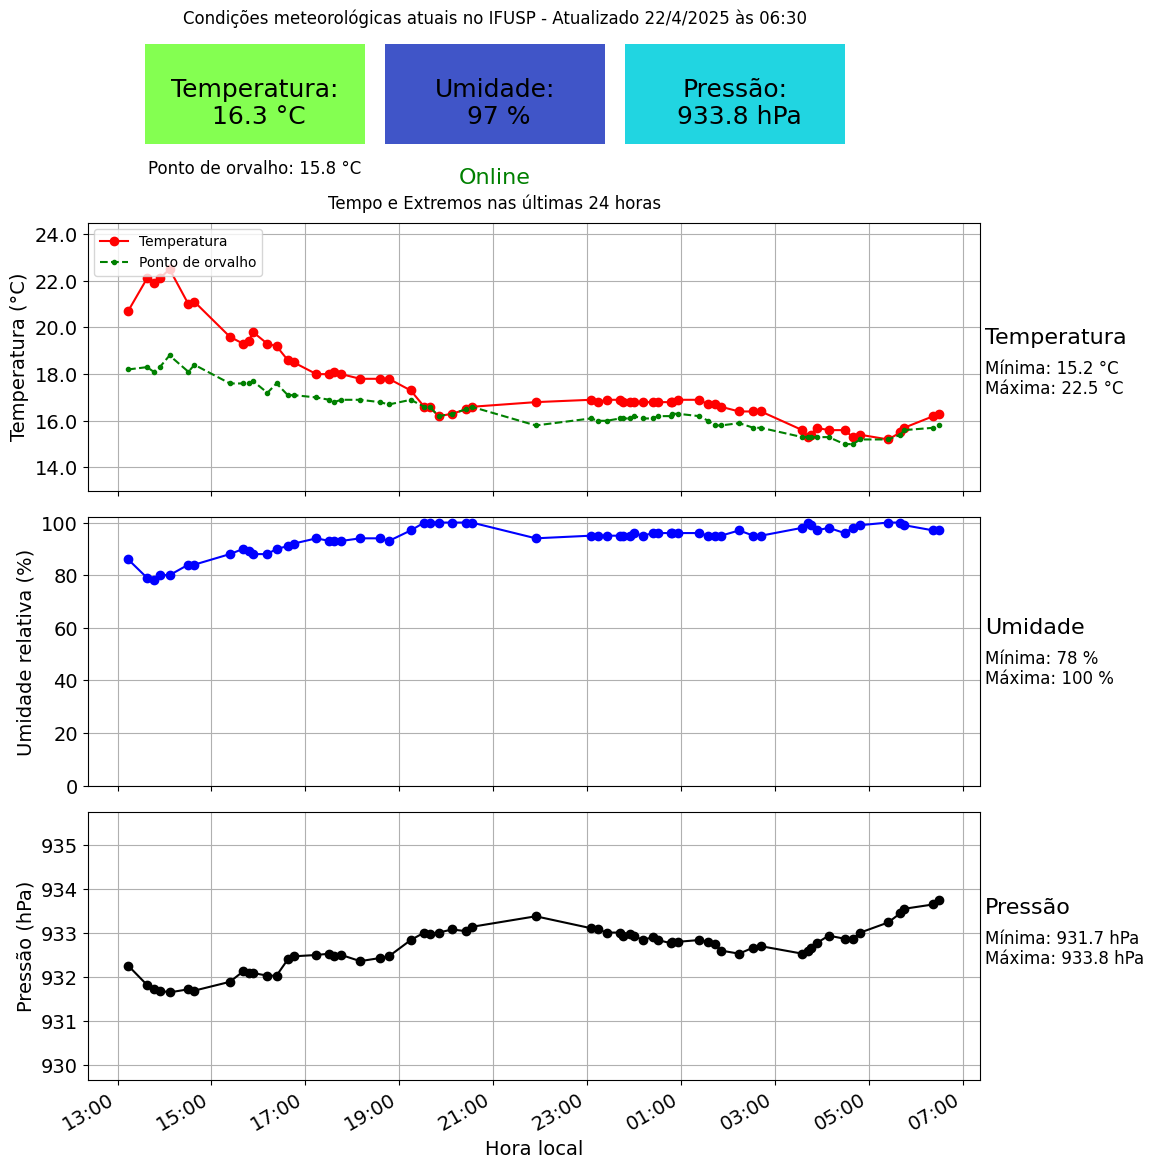 Condições meteorológicas atuais no IFUSP - Atualizado 22/4/2025 às 06:30
Temperatura:
16.3 °C
Umidade:
97 %
Pressão:
933.8 hPa
Ponto de orvalho: 15.8 °C
Online
Tempo e Extremos nas últimas 24 horas
Temperatura (°C)
24.0
22.0
20.0
18.0
16.0
14.0
Temperatura
Ponto de orvalho
Temperatura
Mínima: 15.2 °C
Máxima: 22.5 °C
Umidade relativa (%)
100
80
60
40
20
0
Umidade
Mínima: 78 %
Máxima: 100 %
Pressão (hPa)
935
934
933
932
931
930
Pressão
Mínima: 931.7 hPa
Máxima: 933.8 hPa
13:00 15:00 17:00 19:00 21:00 23:00 01:00 03:00 05:00 07:00
Hora local